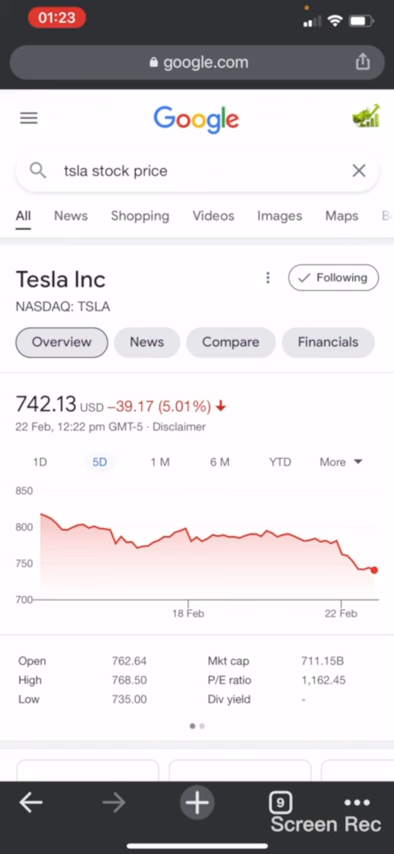 01:23
google.com
Google
tsla stock price
All News Shopping Videos Images Maps B
Tesla Inc
Following
NASDAQ: TSLA
Overview News Compare Financials
742.13 USD −39.17 (5.01%)
22 Feb, 12:22 pm GMT-5 · Disclaimer
1D 5D 1 M 6 M YTD More
850
800
750
700
18 Feb 22 Feb
Open 762.64 Mkt cap 711.15B
High 768.50 P/E ratio 1,162.45
Low 735.00 Div yield -
9
Screen Rec